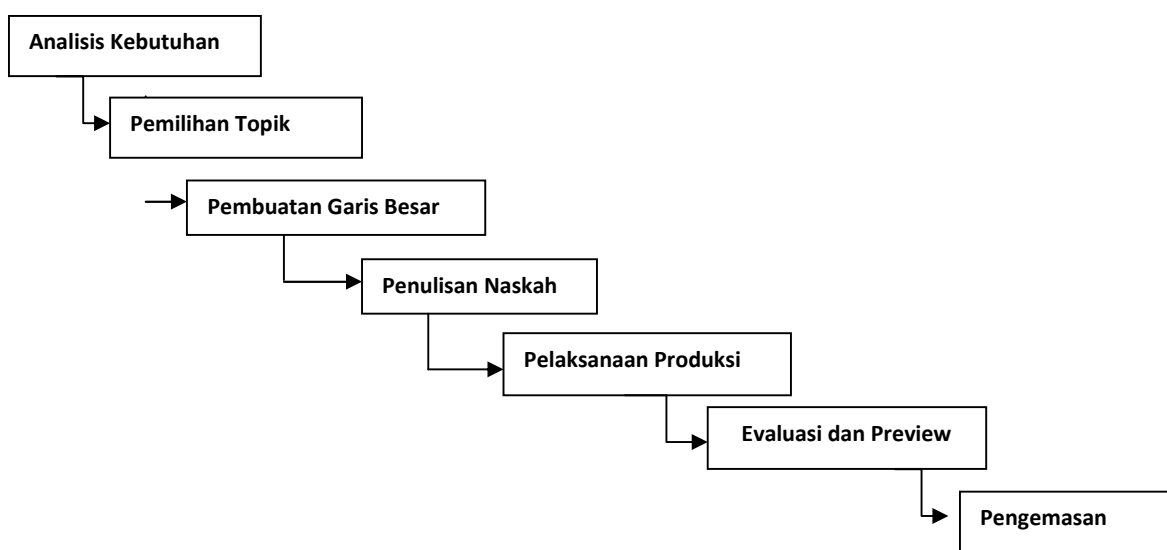 Analisis Kebutuhan
Pemilihan Topik
Pembuatan Garis Besar
Penulisan Naskah
Pelaksanaan Produksi
Evaluasi dan Preview
Pengemasan